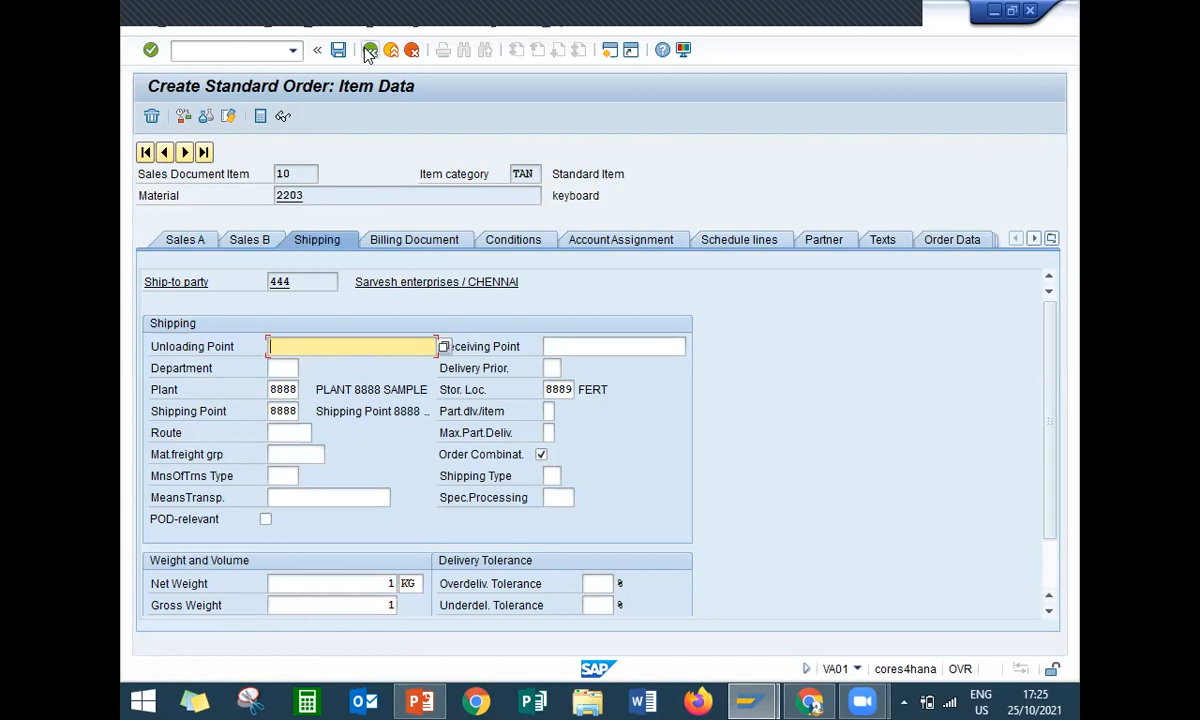 Create Standard Order: Item Data
Sales Document Item 10 Item category TAN Standard Item
Material 2203 keyboard
Sales A Sales B Shipping Billing Document Conditions Account Assignment Schedule lines Partner Texts Order Data
Ship-to party 444 Sarvesh enterprises / CHENNAI
Shipping
Unloading Point eceiving Point
Department Delivery Prior.
Plant 8888 PLANT 8888 SAMPLE Stor. Loc. 8889 FERT
Shipping Point 8888 Shipping Point 8888 ... Part.dlv./item
Route Max.Part.Deliv.
Mat.freight grp Order Combinat.
MnsOfTrns Type Shipping Type
MeansTransp. Spec.Processing
POD-relevant
Weight and Volume Delivery Tolerance
Net Weight 1 KG Overdeliv. Tolerance %
Gross Weight 1 Underdel. Tolerance %
SAP VA01 cores4hana OVR
ENG 17:25
US 25/10/2021